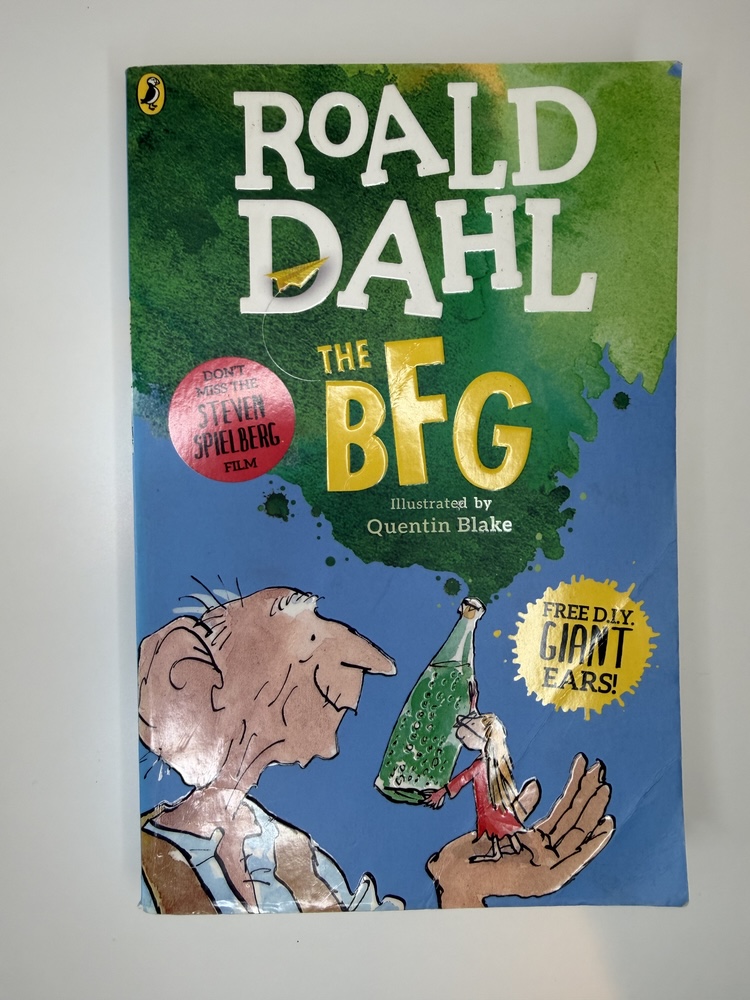 ROALD
DAHL
THE
BFG
DON'T
MISS THE
STEVEN
SPIELBERG
FILM
Illustrated by
Quentin Blake
FREE D.I.Y.
GIANT
EARS!